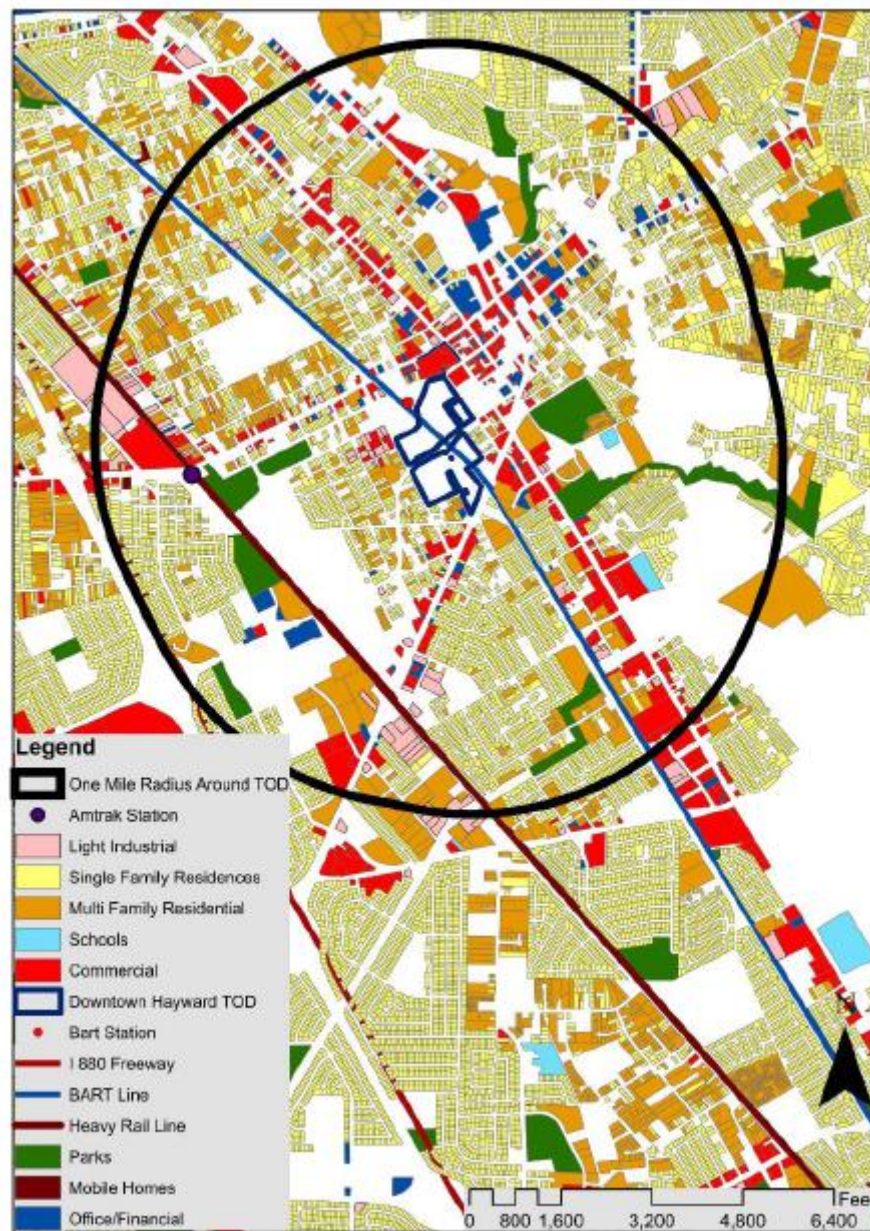 Legend
One Mile Radius Around TOD
Amtrak Station
Light Industrial
Single Family Residences
Multi Family Residential
Schools
Commercial
Downtown Hayward TOD
Bart Station
I 880 Freeway
BART Line
Heavy Rail Line
Parks
Mobile Homes
Office/Financial
Fee
0 800 1,600 3,200 4,800 6,400